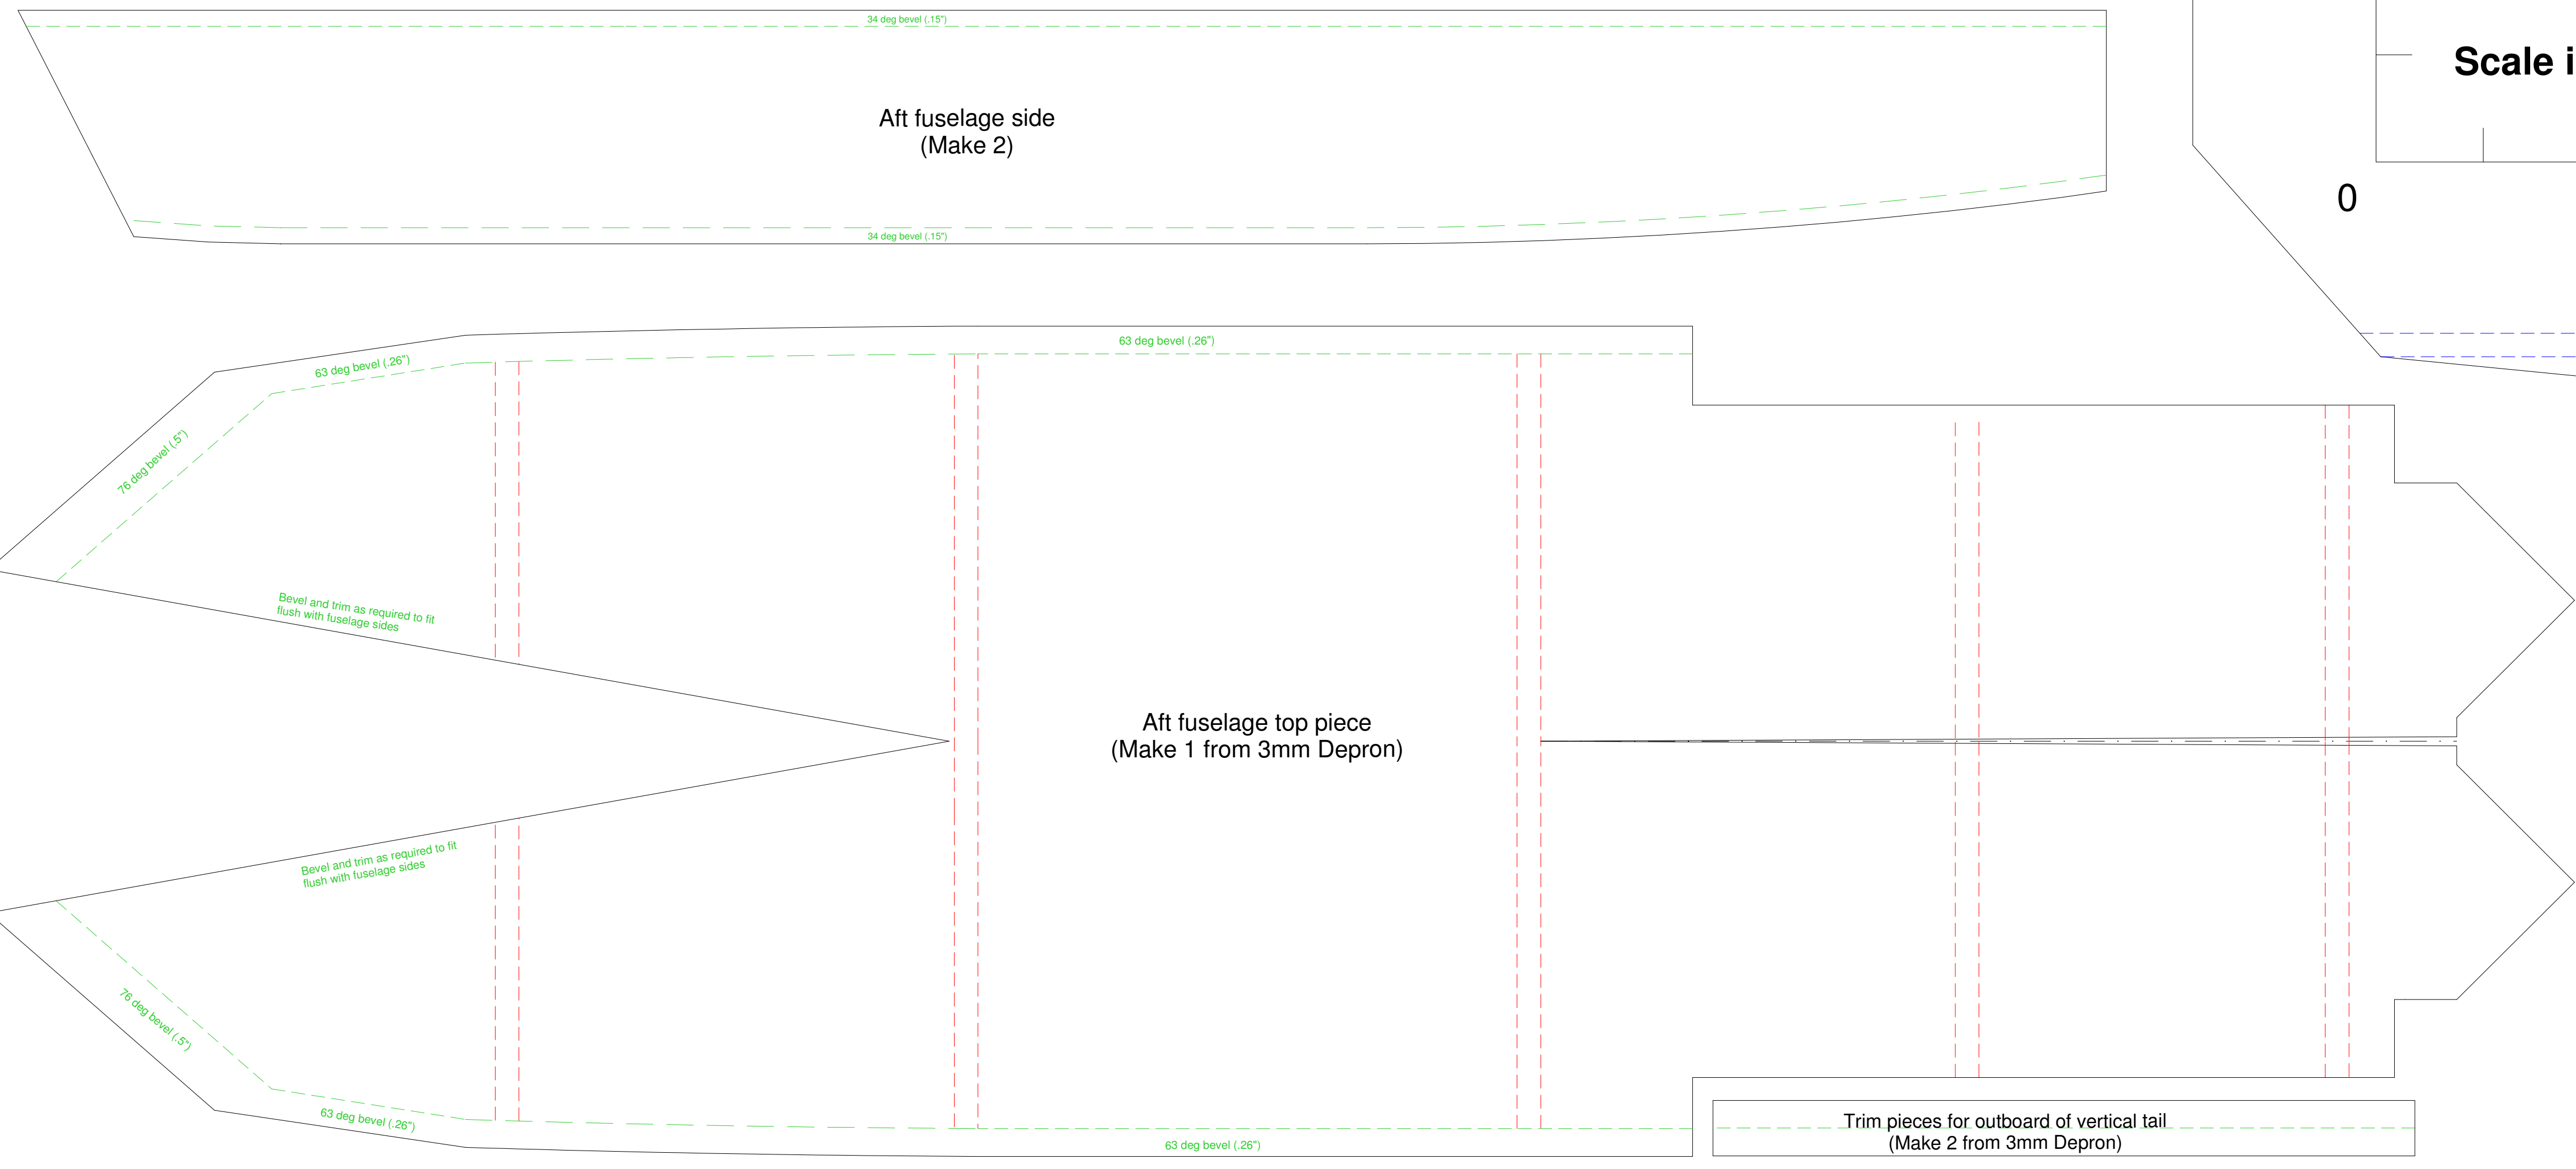 34 deg bevel (.15")
Scale i
Aft fuselage side
(Make 2)
0
34 deg bevel (.15")
63 deg bevel (.26")
63 deg bevel (.26")
76 deg bevel (.5")
Bevel and trim as required to fit
flush with fuselage sides
Aft fuselage top piece
(Make 1 from 3mm Depron)
Bevel and trim as required to fit
flush with fuselage sides
76 deg bevel (.5")
63 deg bevel (.26")
63 deg bevel (.26")
Trim pieces for outboard of vertical tail
(Make 2 from 3mm Depron)